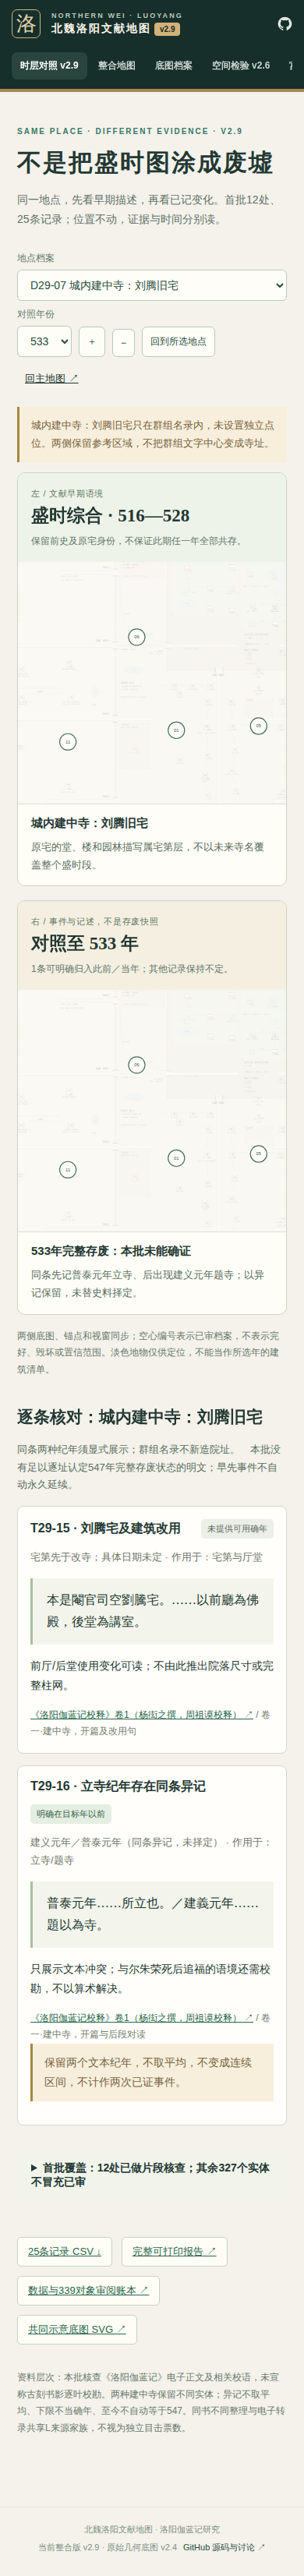 洛
NORTHERN WEI · LUOYANG
北魏洛阳文献地图 v2.9
时层对照 v2.9 整合地图 底图档案 空间检验 v2.6
SAME PLACE · DIFFERENT EVIDENCE · V2.9
不是把盛时图涂成废墟
同一地点，先看早期描述，再看已记变化。首批12处、
25条记录；位置不动，证据与时间分别读。
地点档案
D29-07 城内建中寺：刘腾旧宅
对照年份
533 + − 回到所选地点
回主地图 ↗
城内建中寺：刘腾旧宅只在群组名录内，未设置独立点
位。两侧保留参考区域，不把群组文字中心变成寺址。
左 / 文献早期语境
盛时综合 · 516—528
保留前史及原宅身份，不保证此期任一年全部共存。
城内建中寺：刘腾旧宅
原宅的堂、楼和园林描写属宅第层，不以未来寺名覆
盖整个盛时段。
右 / 事件与记述，不是存废快照
对照至 533 年
1条可明确归入此前／当年；其他记录保持不定。
533年完整存废：本批未能确证
同条先记普泰元年立寺、后出现建义元年题寺；以异
记保留，未替史料择定。
两侧底图、锚点和视窗同步；空心编号表示已审档案，不表示完
好、毁坏或置信范围。淡色地物仅供定位，不能当作所选年的建
筑清单。
逐条核对：城内建中寺：刘腾旧宅
同条两种纪年须显式展示；群组名录不新造院址。 本批没
有足以逐址认定547年完整存废状态的明文；早先事件不自
动永久延续。
T29-15 · 刘腾宅及建筑改用 未提供可用确年
宅第先于改寺；具体日期未定 · 作用于：宅第与厅堂
本是閹官司空劉騰宅。……以前廳為佛
殿，後堂為講室。
前厅/后堂使用变化可读；不由此推出院落尺寸或完
整柱网。
《洛阳伽蓝记校释》卷1（杨衒之撰，周祖谟校释） ↗ / 卷
一·建中寺，开篇及改用句
T29-16 · 立寺纪年存在同条异记
明确在目标年以前
建义元年／普泰元年（同条异记，未择定） · 作用于：
立寺/题寺
普泰元年……所立也。／建義元年……
題以為寺。
只展示文本冲突；与尔朱荣死后追福的语境还需校
勘，不以算术解决。
《洛阳伽蓝记校释》卷1（杨衒之撰，周祖谟校释） ↗ / 卷
一·建中寺，开篇与后段对读
保留两个文本纪年，不取平均，不变成连续
区间，不计作两次已证事件。
▶ 首批覆盖：12处已做片段核查；其余327个实体
不冒充已审
25条记录 CSV ↓ 完整可打印报告 ↗
数据与339对象审阅账本 ↗
共同示意底图 SVG ↗
资料层次：本批核查《洛阳伽蓝记》电子正文及相关校语，未宣
称古刻书影逐叶校勘。两种建中寺保留不同实体；异记不取平
均、下限不当确年、至今不自动等于547。同书不同整理与电子转
录共享L来源家族，不视为独立目击票数。
北魏洛阳文献地图 · 洛阳伽蓝记研究
当前整合版 v2.9 · 原始几何底图 v2.4 GitHub 源码与讨论 ↗